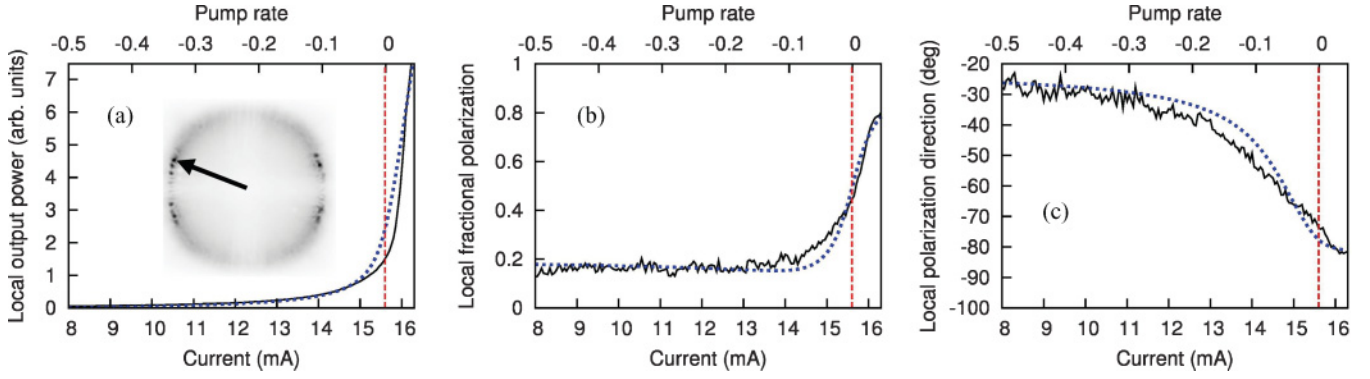 Pump rate
-0.5 -0.4 -0.3 -0.2 -0.1 0
Local output power (arb. units)
7
6
5
4
3
2
1
0
(a)
8 9 10 11 12 13 14 15 16
Current (mA)
Pump rate
-0.5 -0.4 -0.3 -0.2 -0.1 0
Local fractional polarization
1
0.8
0.6
0.4
0.2
0
(b)
8 9 10 11 12 13 14 15 16
Current (mA)
Pump rate
-0.5 -0.4 -0.3 -0.2 -0.1 0
Local polarization direction (deg)
-20
-30
-40
-50
-60
-70
-80
-90
-100
(c)
8 9 10 11 12 13 14 15 16
Current (mA)